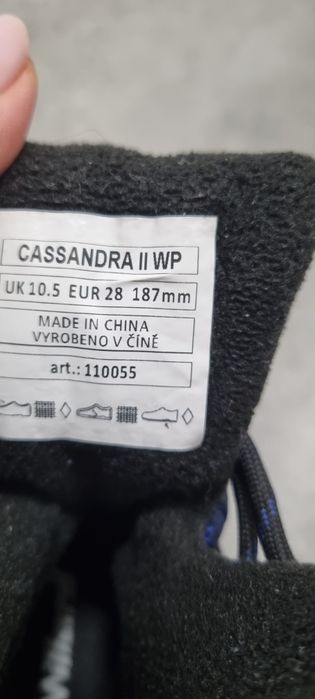 CASSANDRA II WP
UK 10.5 EUR 28 187mm
MADE IN CHINA
VYROBENO V ČÍNĚ
art.: 110055